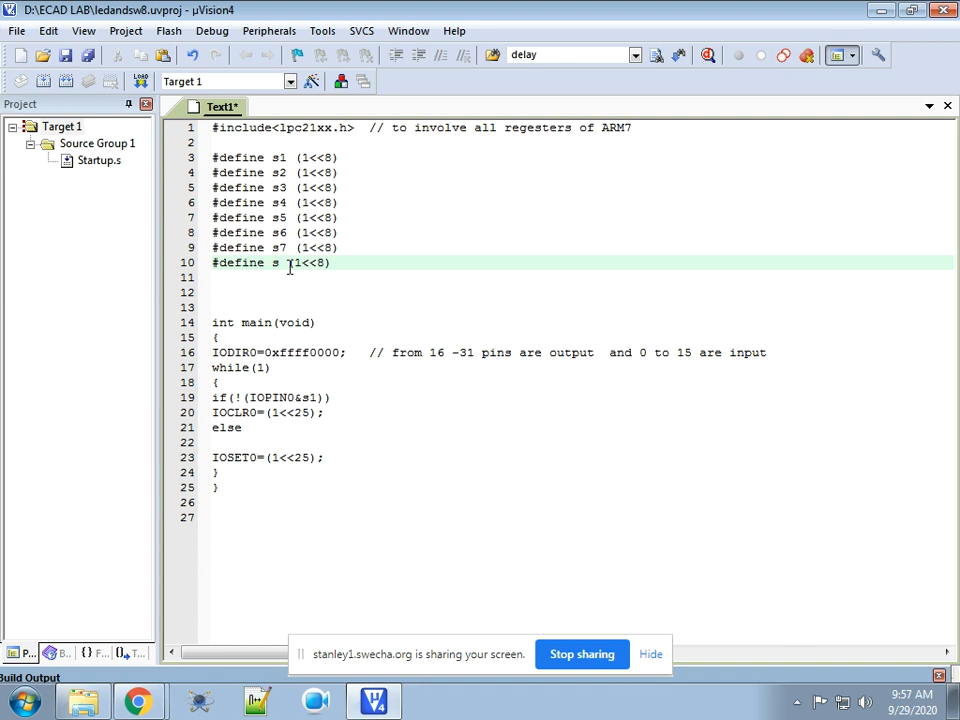 D:\ECAD LAB\ledandsw8.uvproj - µVision4
File Edit View Project Flash Debug Peripherals Tools SVCS Window Help
delay
LOAD Target 1
Project
Text1*
Target 1
Source Group 1
Startup.s
1 #include<lpc21xx.h> // to involve all regesters of ARM7
2
3 #define s1 (1<<8)
4 #define s2 (1<<8)
5 #define s3 (1<<8)
6 #define s4 (1<<8)
7 #define s5 (1<<8)
8 #define s6 (1<<8)
9 #define s7 (1<<8)
10 #define s (1<<8)
11
12
13
14 int main(void)
15 {
16 IODIR0=0xffff0000; // from 16 -31 pins are output and 0 to 15 are input
17 while(1)
18 {
19 if(!(IOPIN0&s1))
20 IOCLR0=(1<<25);
21 else
22
23 IOSET0=(1<<25);
24 }
25 }
26
27
P... B... {} F... 0 T...
stanley1.swecha.org is sharing your screen. Stop sharing Hide
Build Output
9:57 AM
9/29/2020